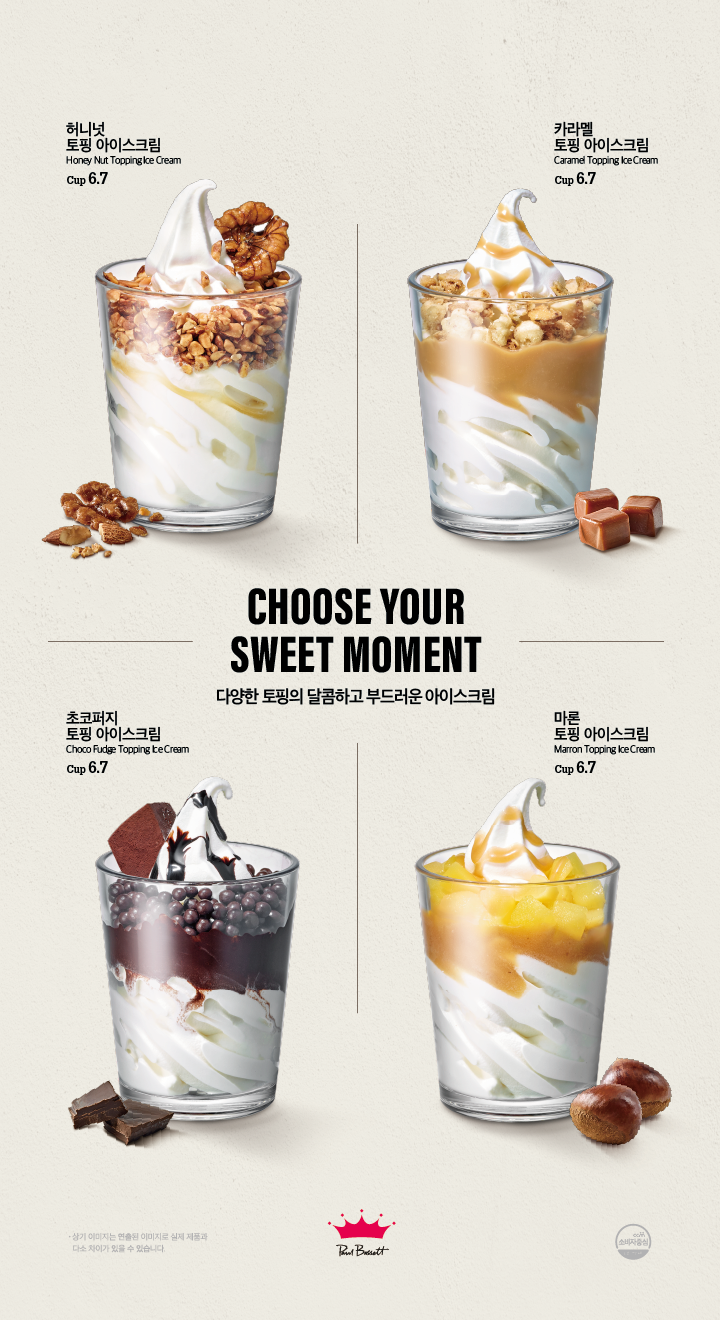 허니넛
토핑 아이스크림
Honey Nut Topping Ice Cream
Cup 6.7
카라멜
토핑 아이스크림
Caramel Topping Ice Cream
Cup 6.7
CHOOSE YOUR
SWEET MOMENT
다양한 토핑의 달콤하고 부드러운 아이스크림
초코퍼지
토핑 아이스크림
Choco Fudge Topping Ice Cream
Cup 6.7
마론
토핑 아이스크림
Marron Topping Ice Cream
Cup 6.7
· 상기 이미지는 연출된 이미지로 실제 제품과
다소 차이가 있을 수 있습니다.
Paul Bassett
소비자중심